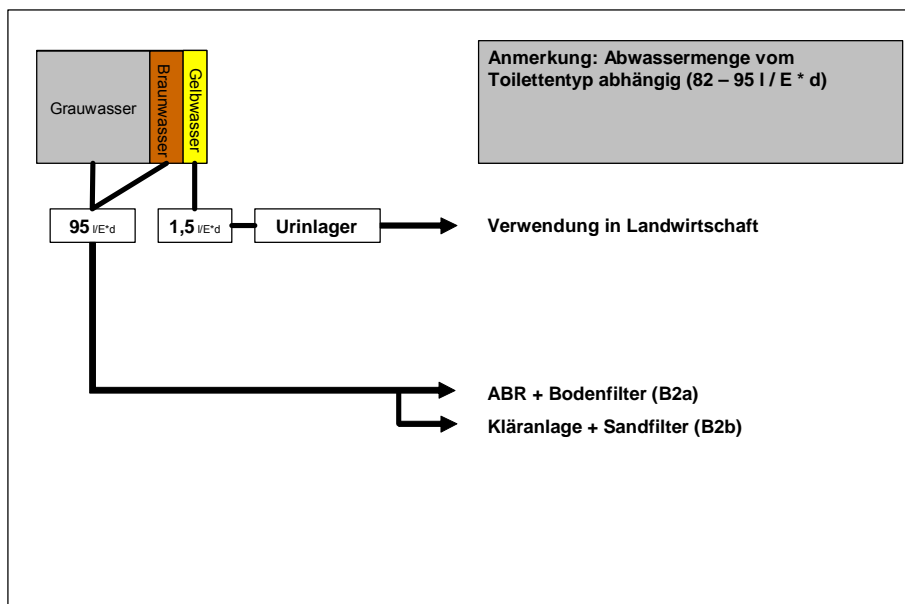 Anmerkung: Abwassermenge vom
Toilettentyp abhängig (82 – 95 l / E * d)
Grauwasser
Braunwasser
Gelbwasser
95 l/E*d
1,5 l/E*d
Urinlager
Verwendung in Landwirtschaft
ABR + Bodenfilter (B2a)
Kläranlage + Sandfilter (B2b)